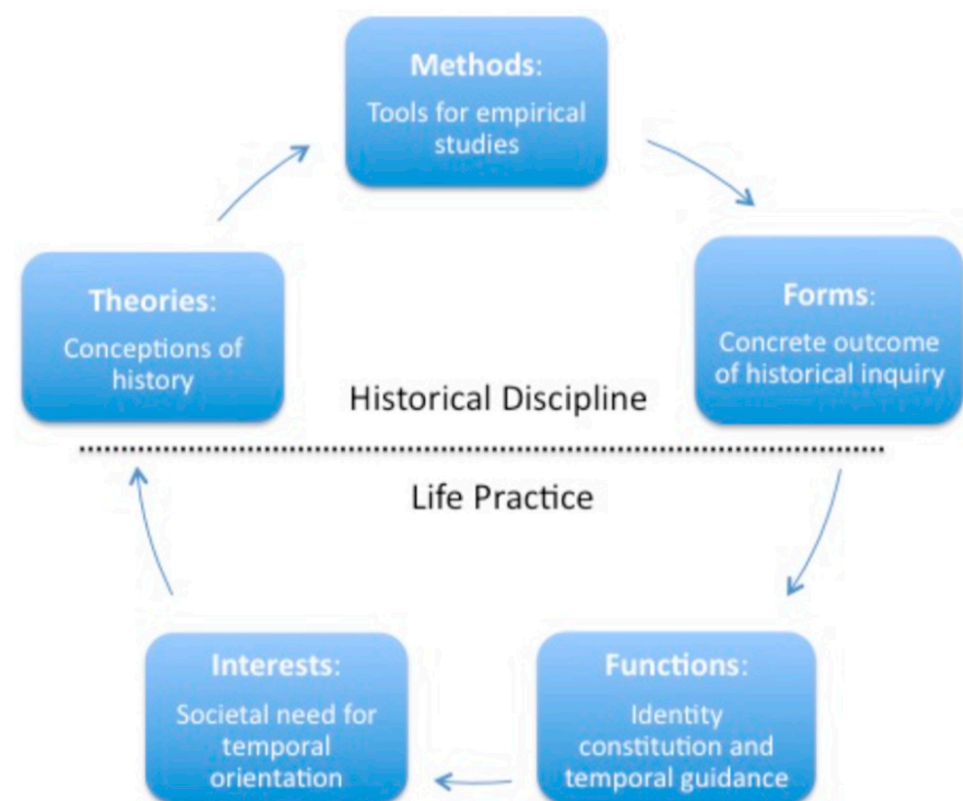 Methods:
Tools for empirical
studies
Theories:
Conceptions of
history
Forms:
Concrete outcome
of historical inquiry
Historical Discipline
Life Practice
Interests:
Societal need for
temporal
orientation
Functions:
Identity
constitution and
temporal guidance